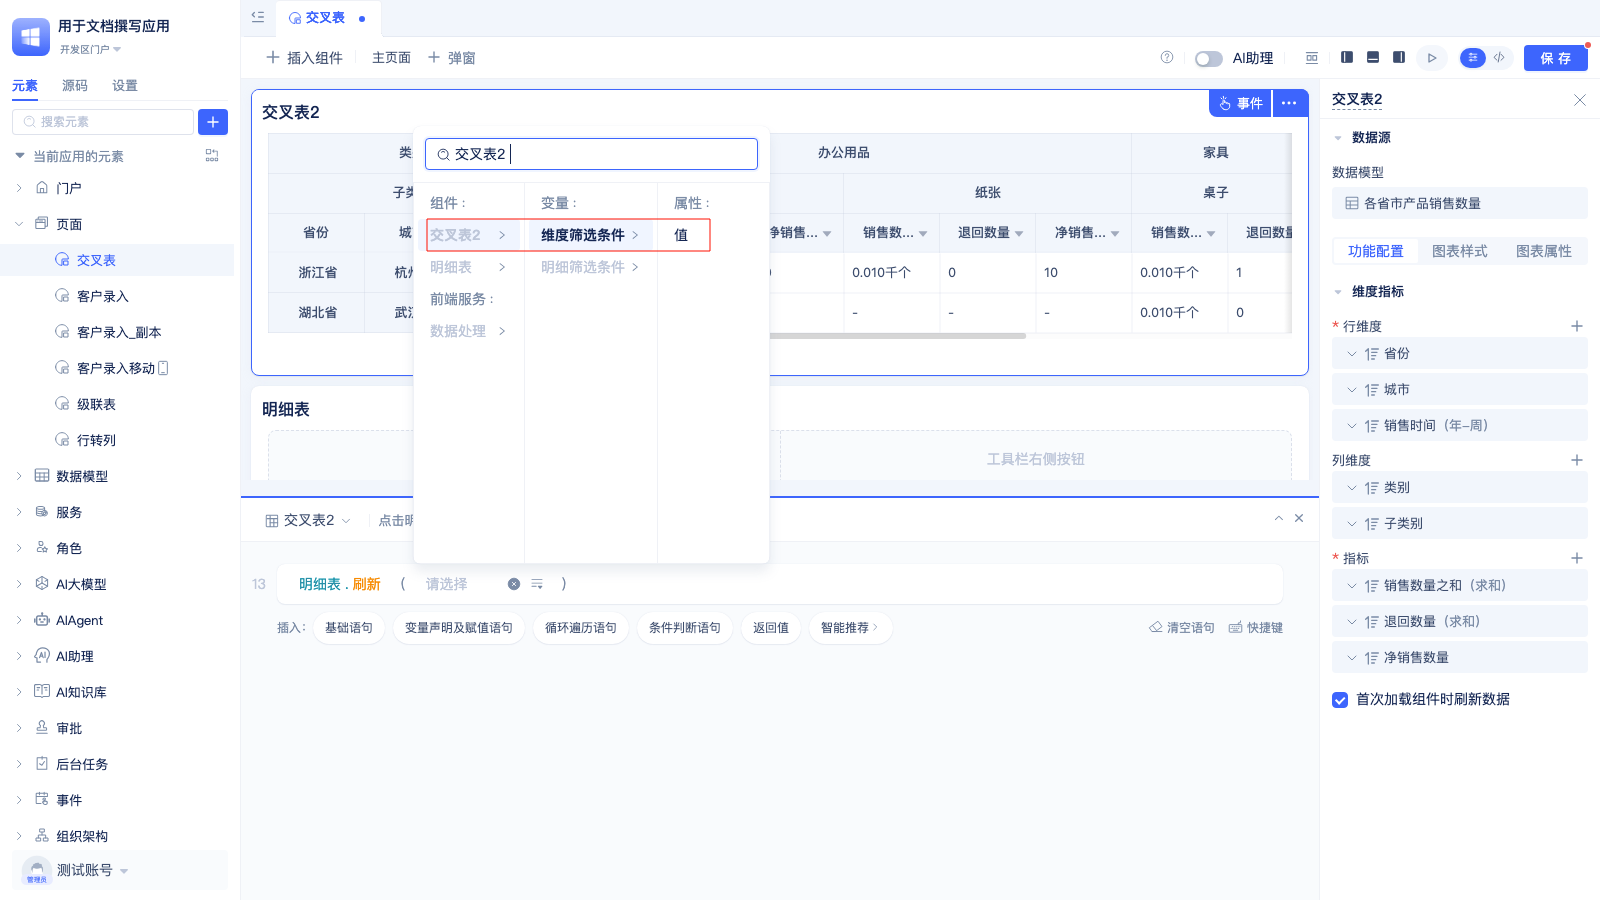 用于文档撰写应用
开发区门户
元素 源码 设置
搜索元素
当前应用的元素
门户
页面
交叉表
客户录入
客户录入_副本
客户录入移动
级联表
行转列
数据模型
服务
角色
AI大模型
AIAgent
AI助理
AI知识库
审批
后台任务
事件
组织架构
测试账号
管理员
交叉表
插入组件 主页面 弹窗
AI助理
保 存
交叉表2
事件
办公用品 家具
纸张 桌子
省份 净销售... 销售数... 退回数量 净销售... 销售数...
浙江省 0.010千个 0 10 0.010千个 1
湖北省 - - - 0.010千个 0
交叉表2
组件 : 变量 : 属性 :
交叉表2 维度筛选条件 值
明细表 明细筛选条件
前端服务 :
数据处理
明细表
工具栏右侧按钮
交叉表2
13 明细表 . 刷新 ( 请选择 )
插入: 基础语句 变量声明及赋值语句 循环遍历语句 条件判断语句 返回值 智能推荐
清空语句 快捷键
交叉表2
数据源
数据模型
各省市产品销售数量
功能配置 图表样式 图表属性
维度指标
* 行维度
省份
城市
销售时间 (年-周)
列维度
类别
子类别
* 指标
销售数量之和 (求和)
退回数量 (求和)
净销售数量
首次加载组件时刷新数据